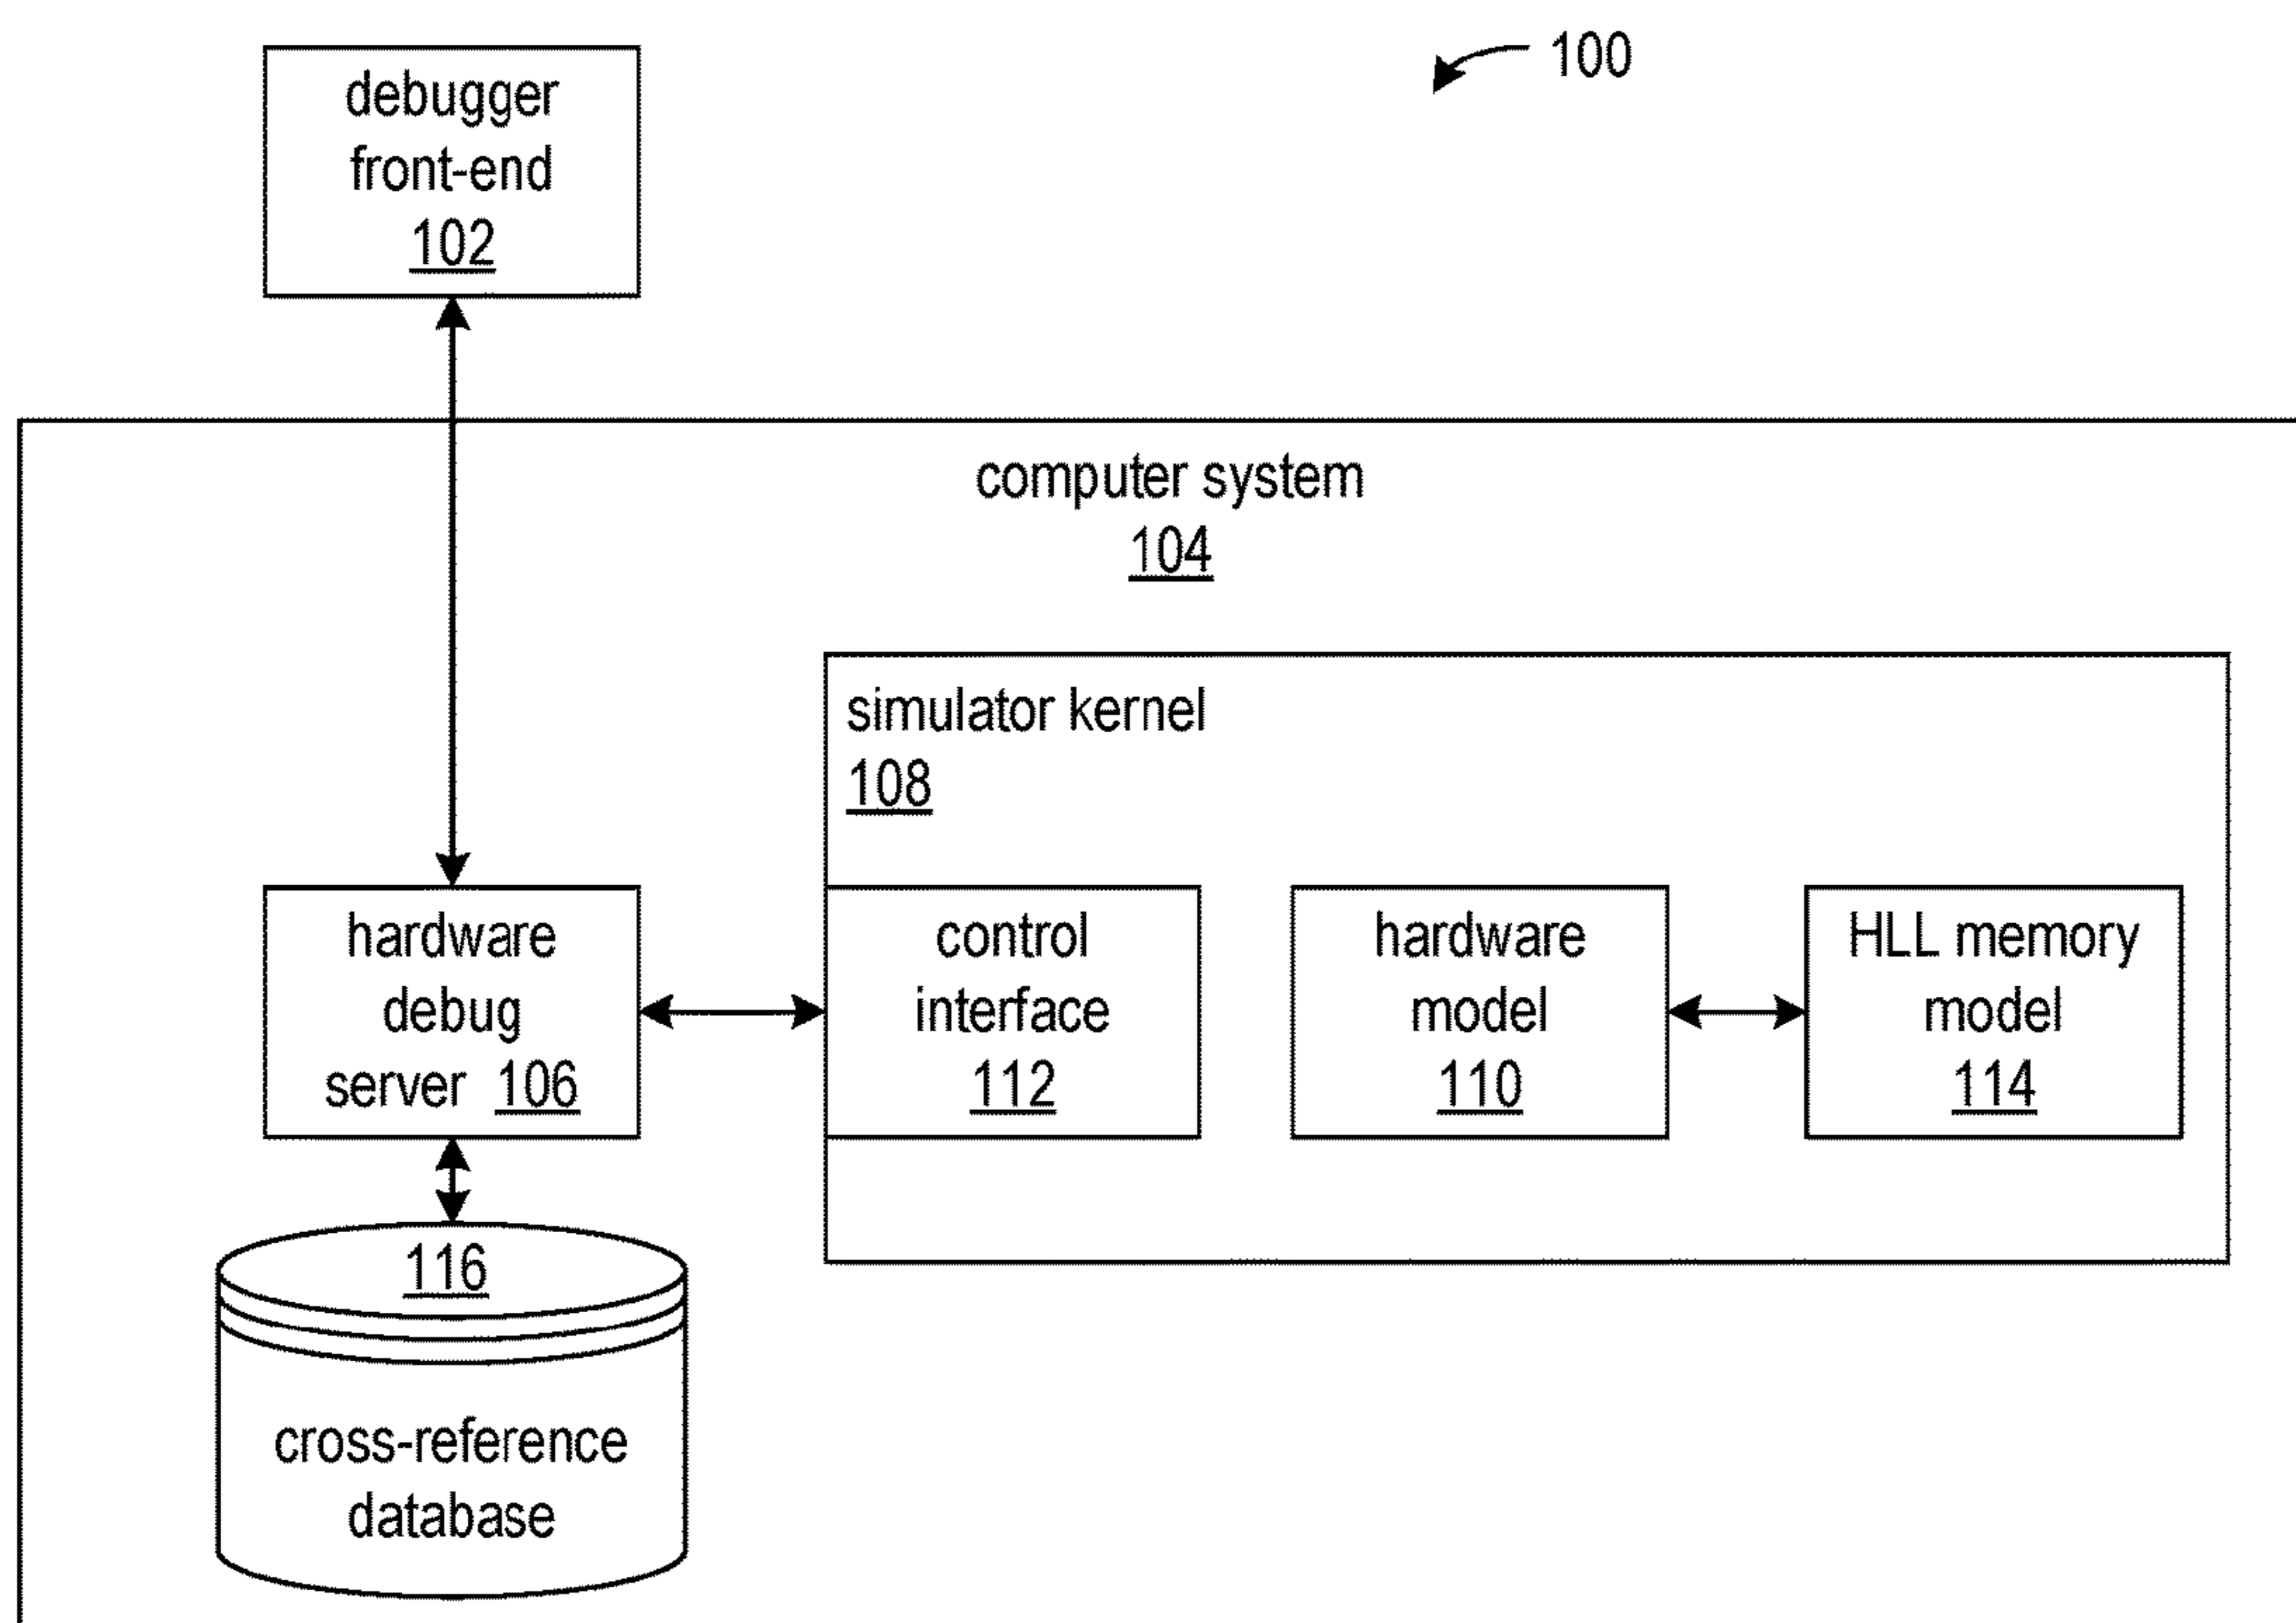 100
debugger
front-end
102
computer system
104
simulator kernel
108
hardware
debug
server 106
control
interface
112
hardware
model
110
HLL memory
model
114
116
cross-reference
database